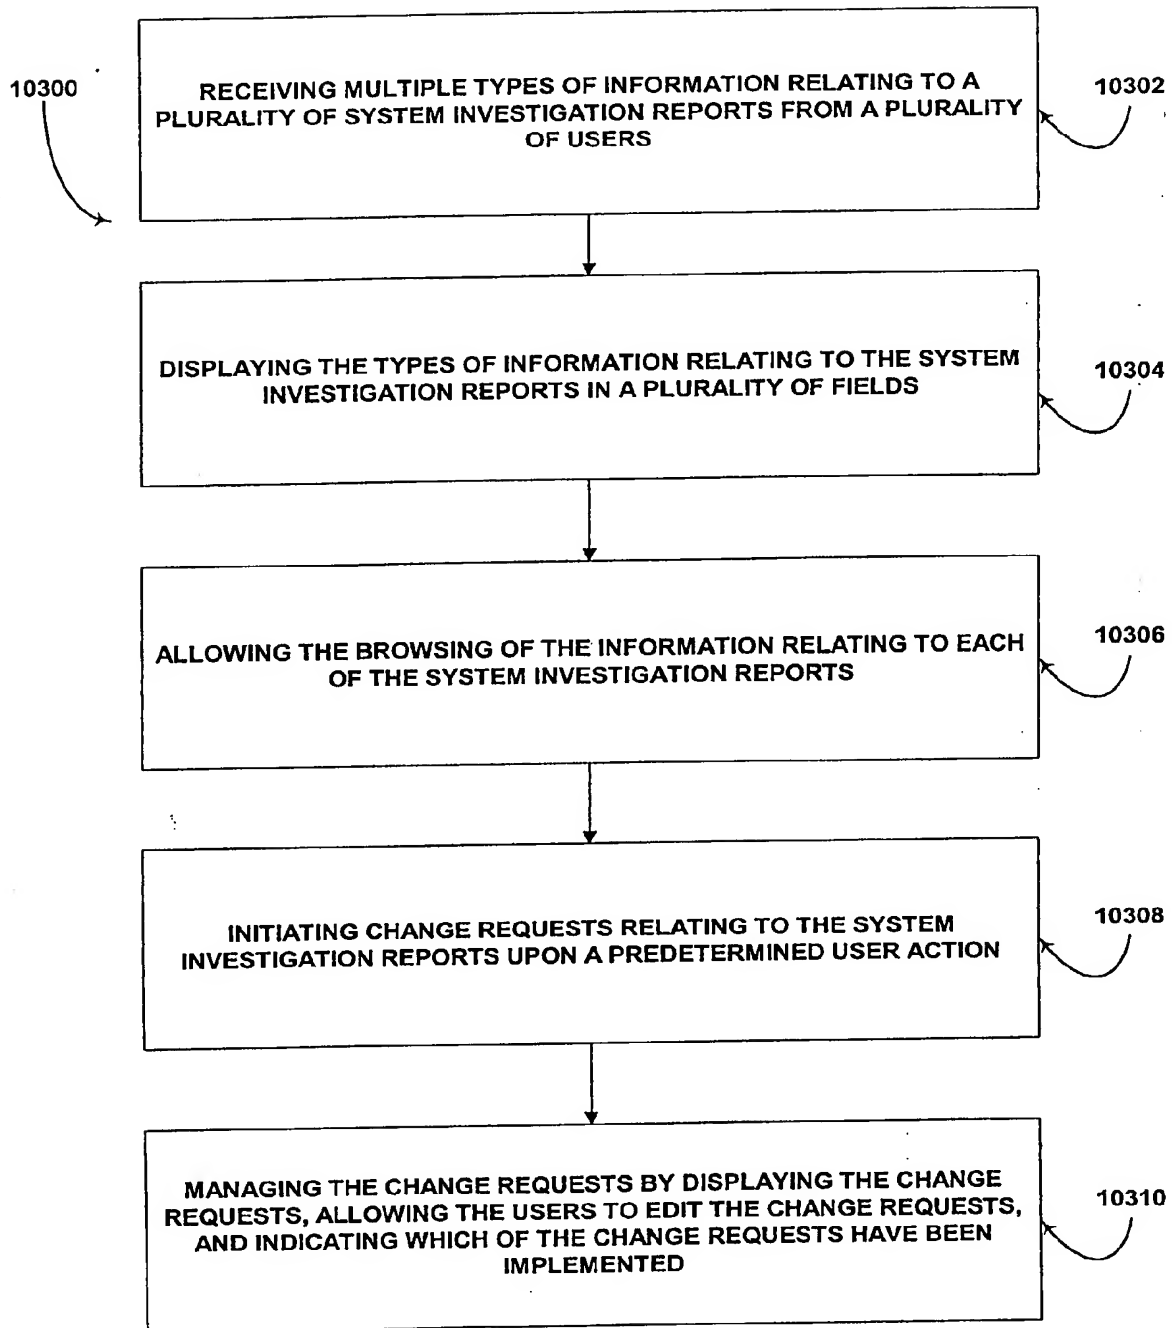 10300
RECEIVING MULTIPLE TYPES OF INFORMATION RELATING TO A
PLURALITY OF SYSTEM INVESTIGATION REPORTS FROM A PLURALITY
OF USERS
10302
DISPLAYING THE TYPES OF INFORMATION RELATING TO THE SYSTEM
INVESTIGATION REPORTS IN A PLURALITY OF FIELDS
10304
ALLOWING THE BROWSING OF THE INFORMATION RELATING TO EACH
OF THE SYSTEM INVESTIGATION REPORTS
10306
INITIATING CHANGE REQUESTS RELATING TO THE SYSTEM
INVESTIGATION REPORTS UPON A PREDETERMINED USER ACTION
10308
MANAGING THE CHANGE REQUESTS BY DISPLAYING THE CHANGE
REQUESTS, ALLOWING THE USERS TO EDIT THE CHANGE REQUESTS,
AND INDICATING WHICH OF THE CHANGE REQUESTS HAVE BEEN
IMPLEMENTED
10310